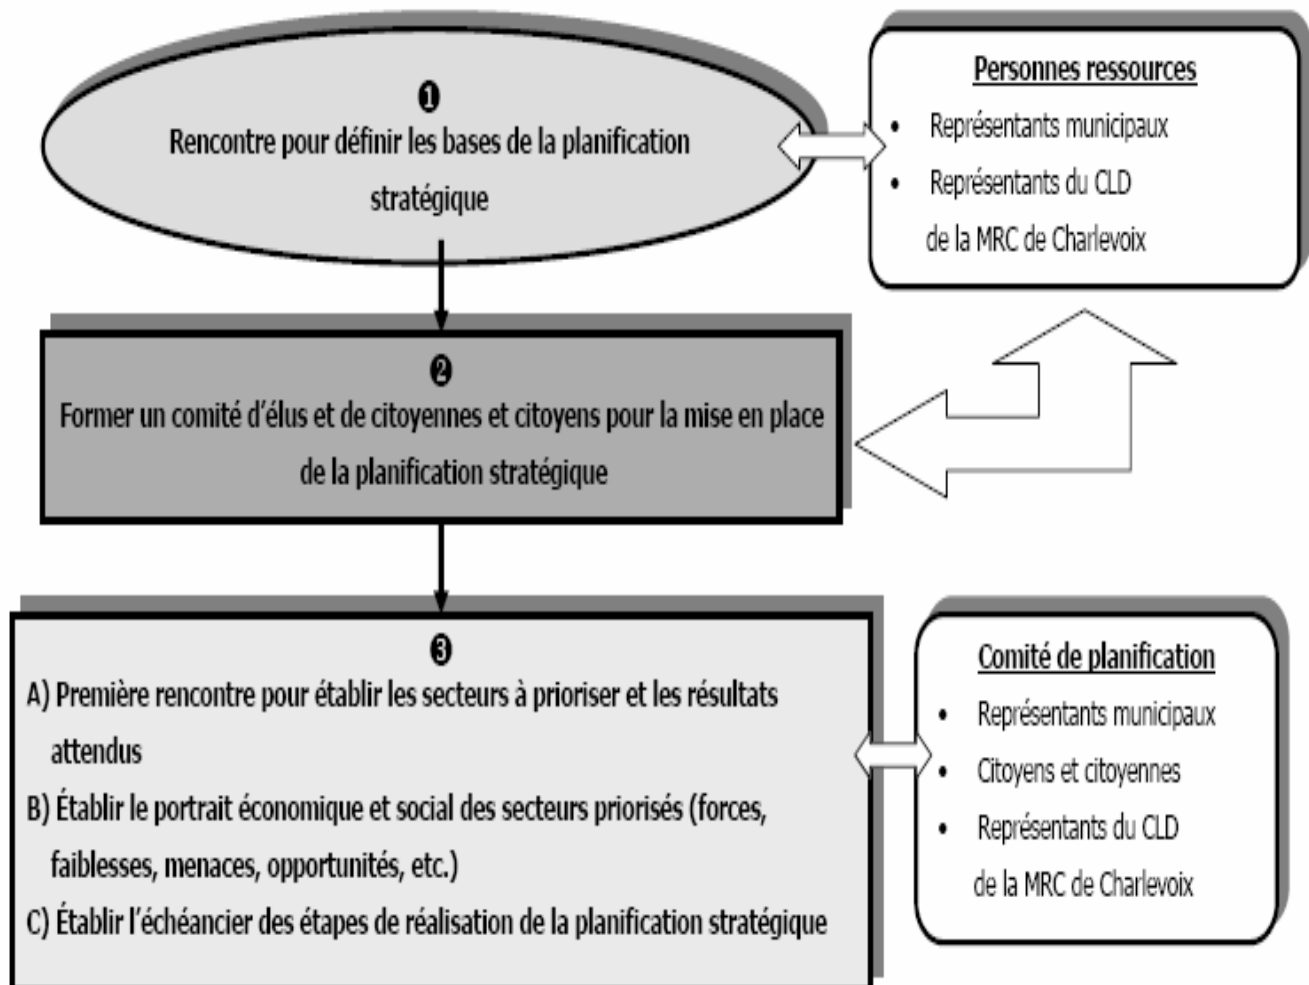 ❶
Rencontre pour définir les bases de la planification
stratégique
Personnes ressources
• Représentants municipaux
• Représentants du CLD
de la MRC de Charlevoix
❷
Former un comité d'élus et de citoyennes et citoyens pour la mise en place
de la planification stratégique
❸
A) Première rencontre pour établir les secteurs à prioriser et les résultats
attendus
B) Établir le portrait économique et social des secteurs priorisés (forces,
faiblesses, menaces, opportunités, etc.)
C) Établir l'échéancier des étapes de réalisation de la planification stratégique
Comité de planification
• Représentants municipaux
• Citoyens et citoyennes
• Représentants du CLD
de la MRC de Charlevoix